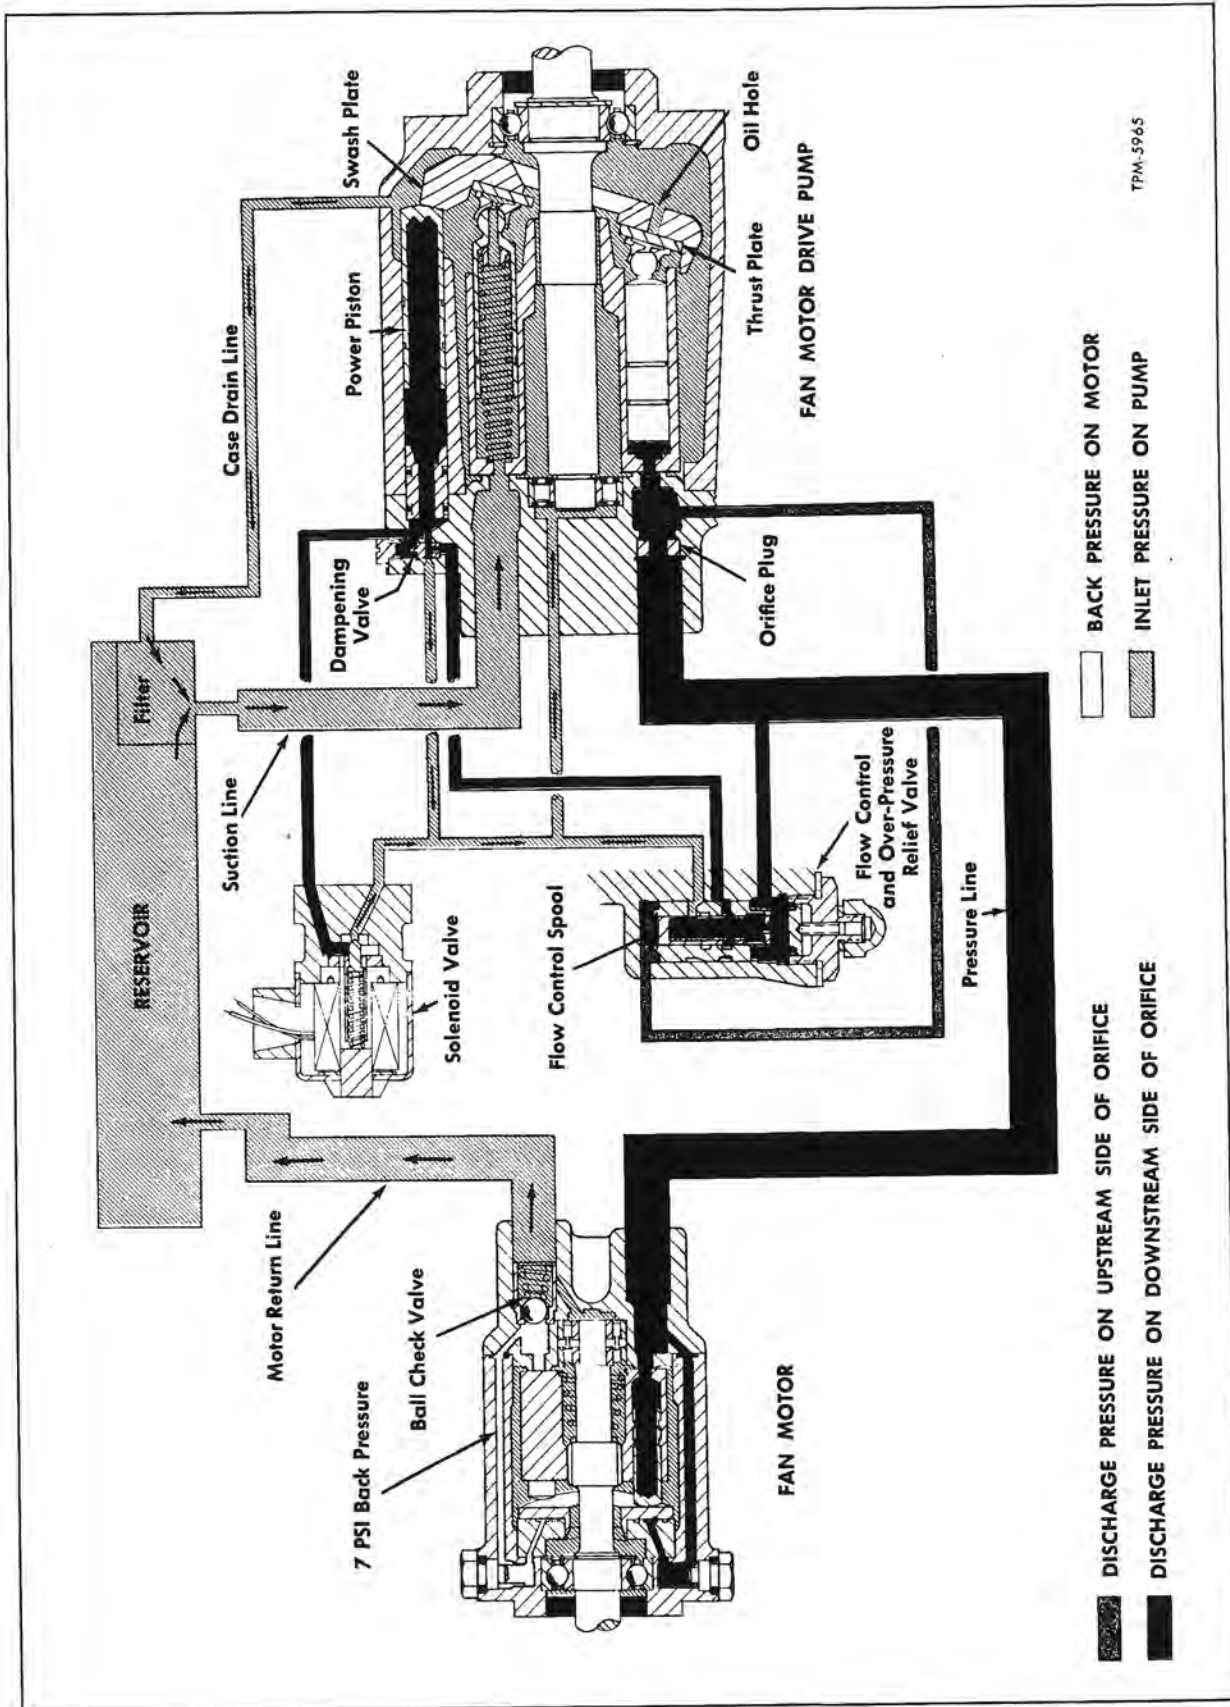 RESERVOIR
Filter
Case Drain Line
Swash Plate
Power Piston
Suction Line
Dampening
Valve
Motor Return Line
Solenoid Valve
7 PSI Back Pressure
Ball Check Valve
Flow Control Spool
Flow Control
and Over-Pressure
Relief Valve
Orifice Plug
Thrust Plate
Oil Hole
FAN MOTOR
Pressure Line
FAN MOTOR DRIVE PUMP
DISCHARGE PRESSURE ON UPSTREAM SIDE OF ORIFICE
DISCHARGE PRESSURE ON DOWNSTREAM SIDE OF ORIFICE
BACK PRESSURE ON MOTOR
INLET PRESSURE ON PUMP
TPM-5965